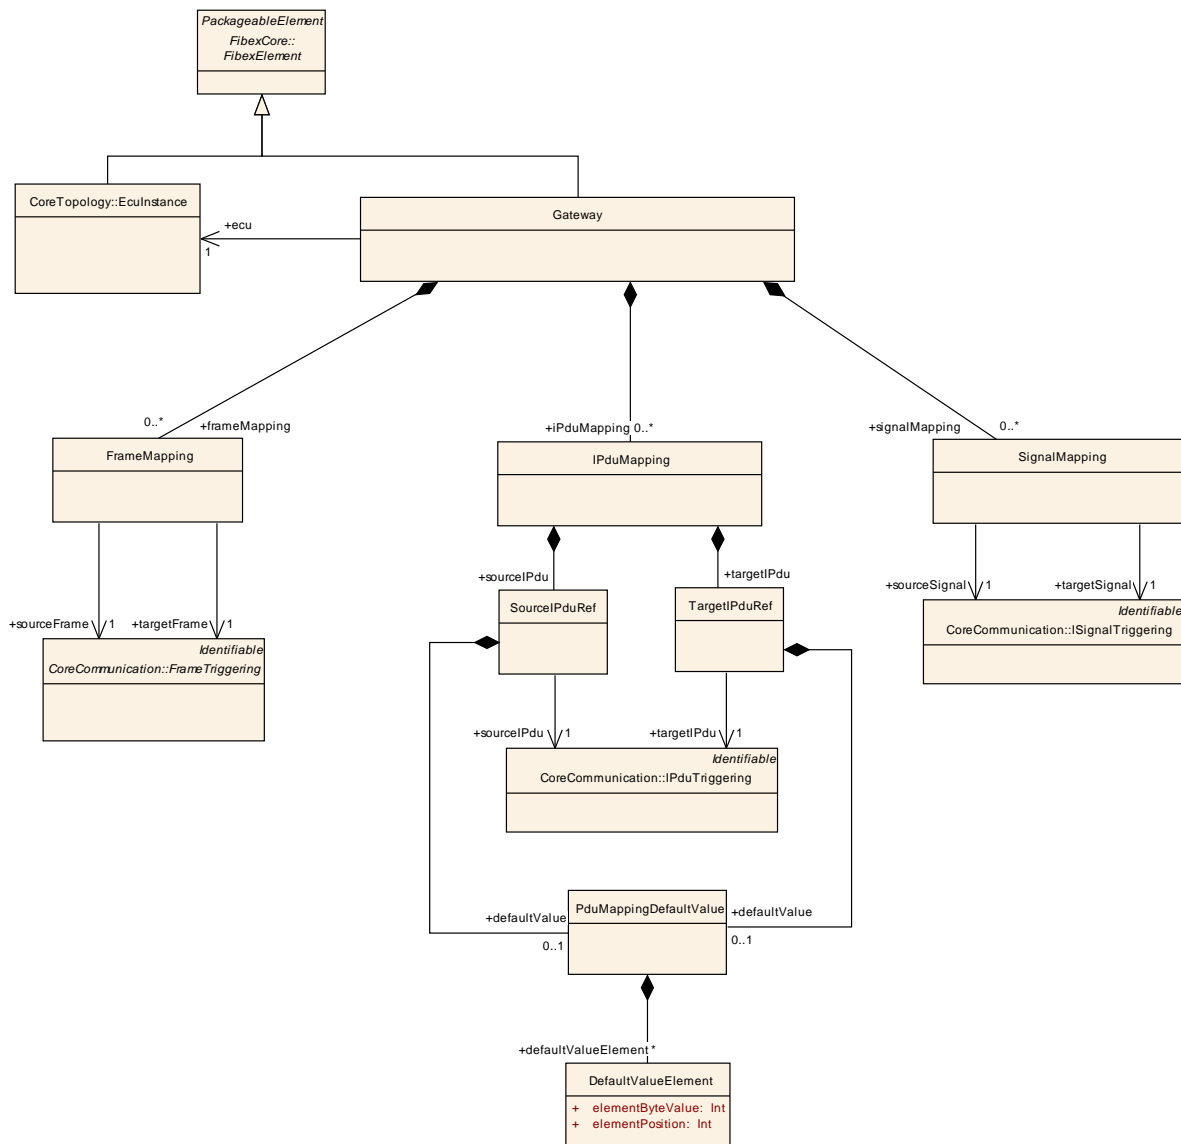 PackageableElement
FibexCore::
FibexElement
CoreTopology::EcuInstance
Gateway
+ecu
1
0..*
+frameMapping
+iPduMapping 0..*
+signalMapping
0..*
FrameMapping
IPduMapping
SignalMapping
+sourceIPdu
+targetIPdu
+sourceSignal
1
+targetSignal
1
SourceIPduRef
TargetIPduRef
Identifiable
CoreCommunication::ISignalTriggering
+sourceFrame
1
+targetFrame
1
Identifiable
CoreCommunication::FrameTriggering
+sourceIPdu
1
+targetIPdu
1
Identifiable
CoreCommunication::IPduTriggering
PduMappingDefaultValue
+defaultValue
0..1
+defaultValue
0..1
+defaultValueElement *
DefaultValueElement
+ elementByteValue: Int
+ elementPosition: Int